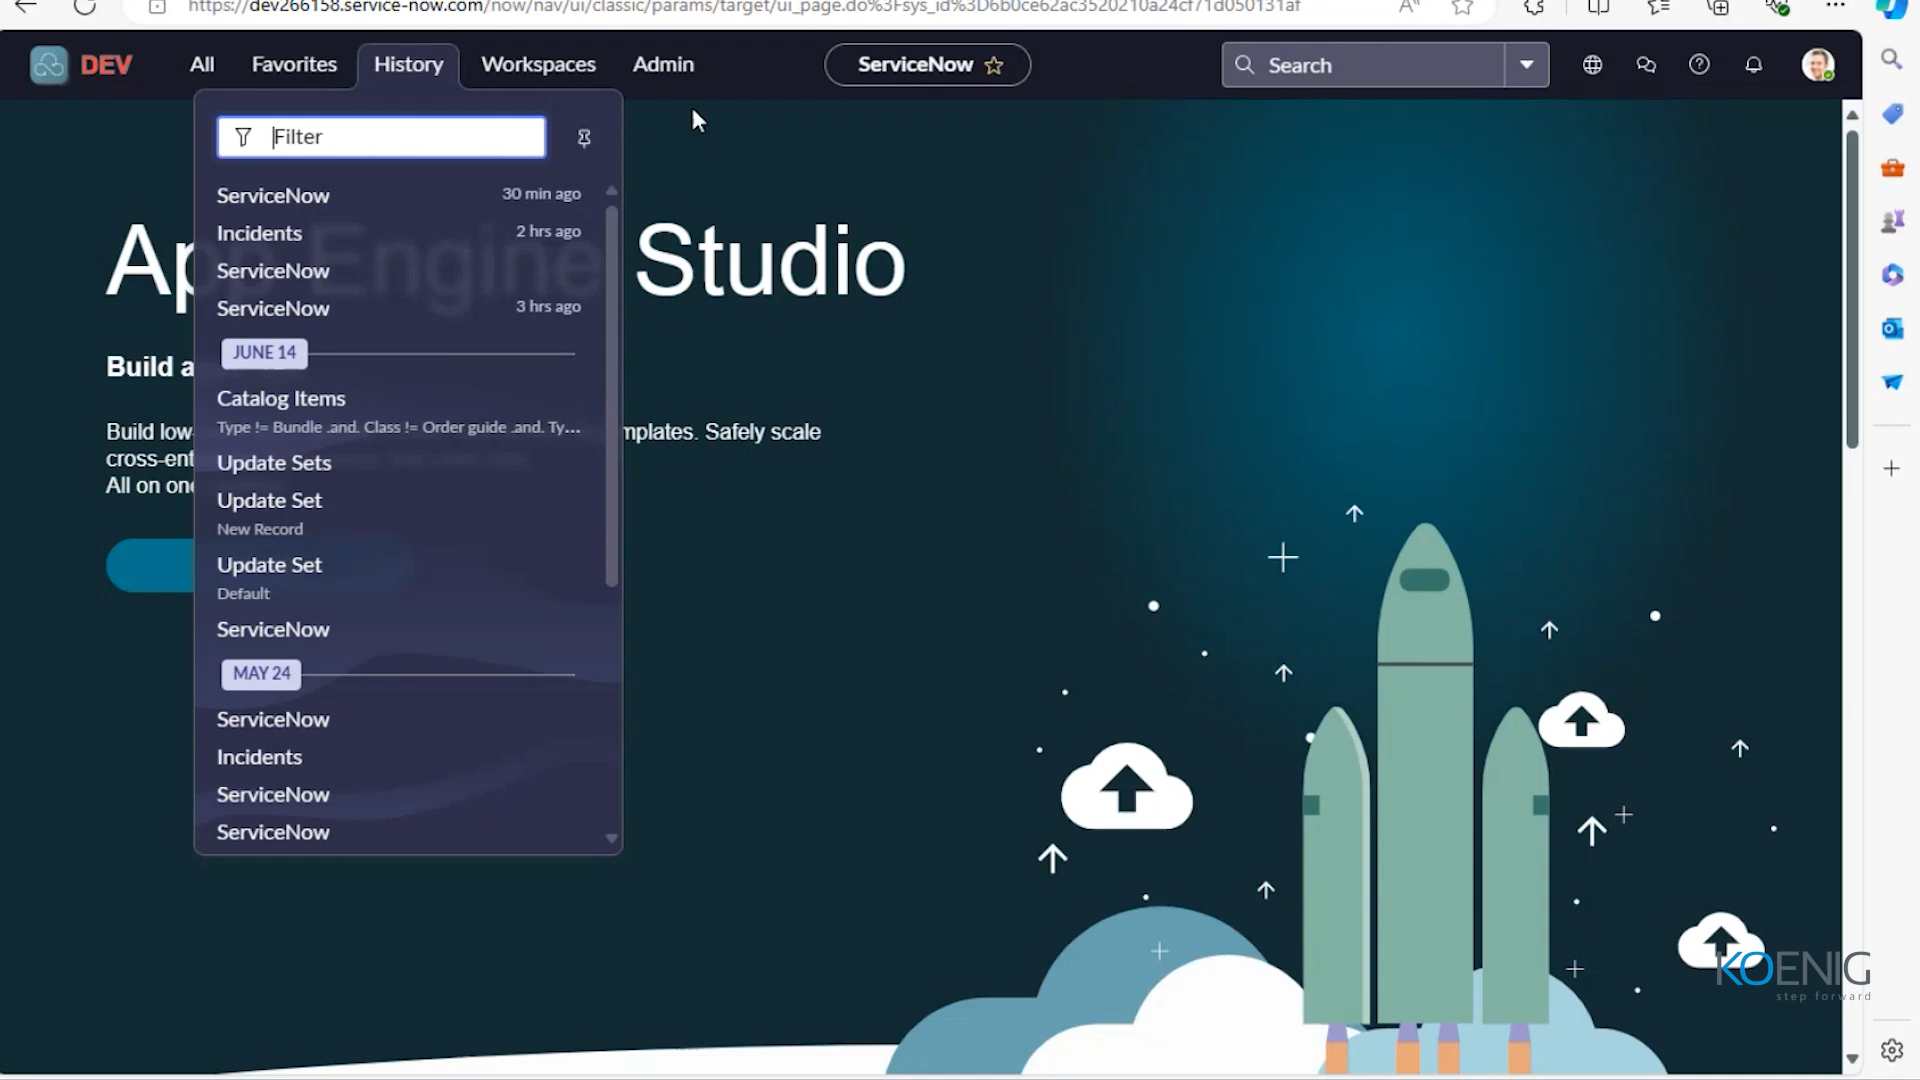 https://dev266158.service-now.com/now/nav/ui/classic/params/target/ui_page.do%3Fsys_id%3D6b0ce62ac3520210a24cf71d050131af
DEV
All
Favorites
History
Workspaces
Admin
ServiceNow
Search
Filter
ServiceNow 30 min ago
Incidents 2 hrs ago
ServiceNow
ServiceNow 3 hrs ago
JUNE 14
Catalog Items
Type != Bundle .and. Class != Order guide .and. Ty...
Update Sets
Update Set
New Record
Update Set
Default
ServiceNow
MAY 24
ServiceNow
Incidents
ServiceNow
ServiceNow
App Engine Studio
Build a
Build low- mplates. Safely scale
cross-ent
All on one
KOENIG
step forward